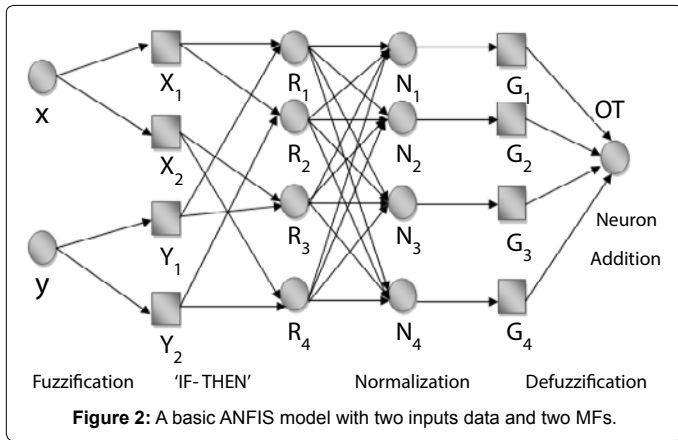 x
y
X₁
X₂
Y₁
Y₂
R₁
R₂
R₃
R₄
N₁
N₂
N₃
N₄
G₁
G₂
G₃
G₄
OT
Neuron
Addition
Fuzzification 'IF- THEN' Normalization Defuzzification
Figure 2: A basic ANFIS model with two inputs data and two MFs.